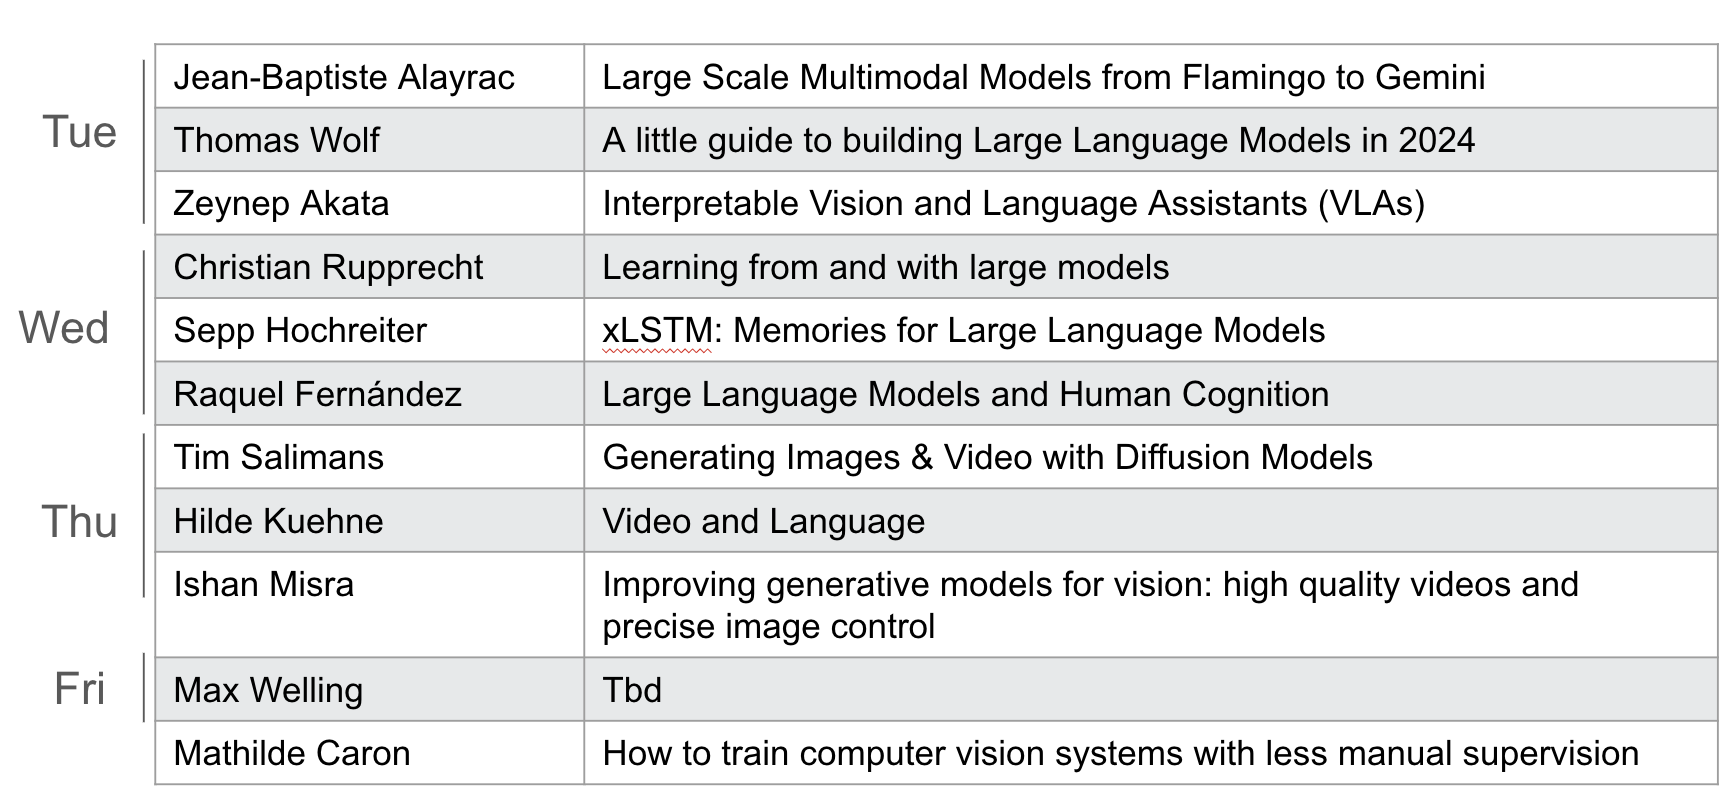 Tue
Jean-Baptiste Alayrac Large Scale Multimodal Models from Flamingo to Gemini
Thomas Wolf A little guide to building Large Language Models in 2024
Zeynep Akata Interpretable Vision and Language Assistants (VLAs)
Wed
Christian Rupprecht Learning from and with large models
Sepp Hochreiter xLSTM: Memories for Large Language Models
Raquel Fernández Large Language Models and Human Cognition
Thu
Tim Salimans Generating Images & Video with Diffusion Models
Hilde Kuehne Video and Language
Ishan Misra Improving generative models for vision: high quality videos and
precise image control
Fri
Max Welling Tbd
Mathilde Caron How to train computer vision systems with less manual supervision